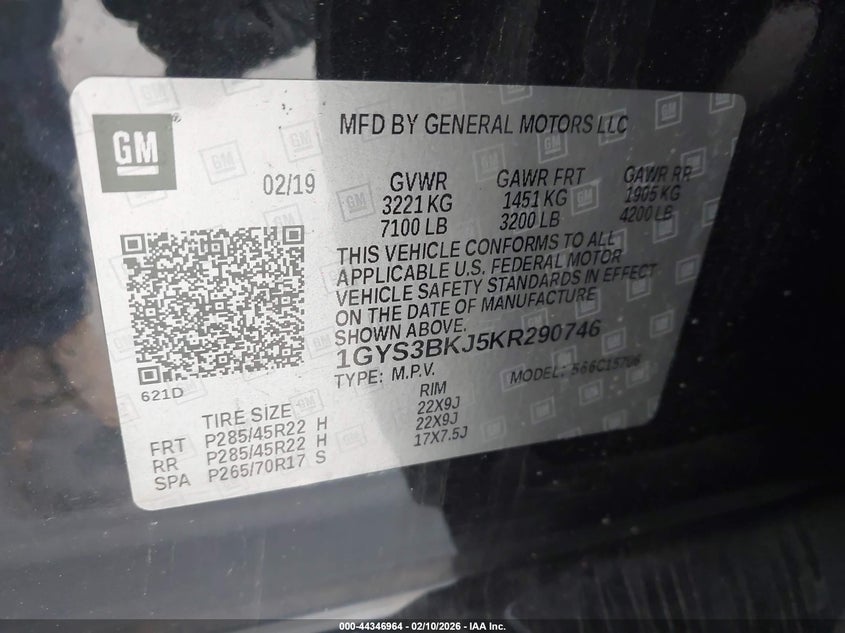 GM
MFD BY GENERAL MOTORS LLC
02/19
GVWR GAWR FRT GAWR RR
3221 KG 1451 KG 1905 KG
7100 LB 3200 LB 4200 LB
THIS VEHICLE CONFORMS TO ALL
APPLICABLE U.S. FEDERAL MOTOR
VEHICLE SAFETY STANDARDS IN EFFECT
ON THE DATE OF MANUFACTURE
SHOWN ABOVE.
1GYS3BKJ5KR290746
TYPE: M.P.V. MODEL: 566C15706
621D
TIRE SIZE RIM
FRT P285/45R22 H 22X9J
RR P285/45R22 H 22X9J
SPA P265/70R17 S 17X7.5J
000-44346964 - 02/10/2026 - IAA Inc.